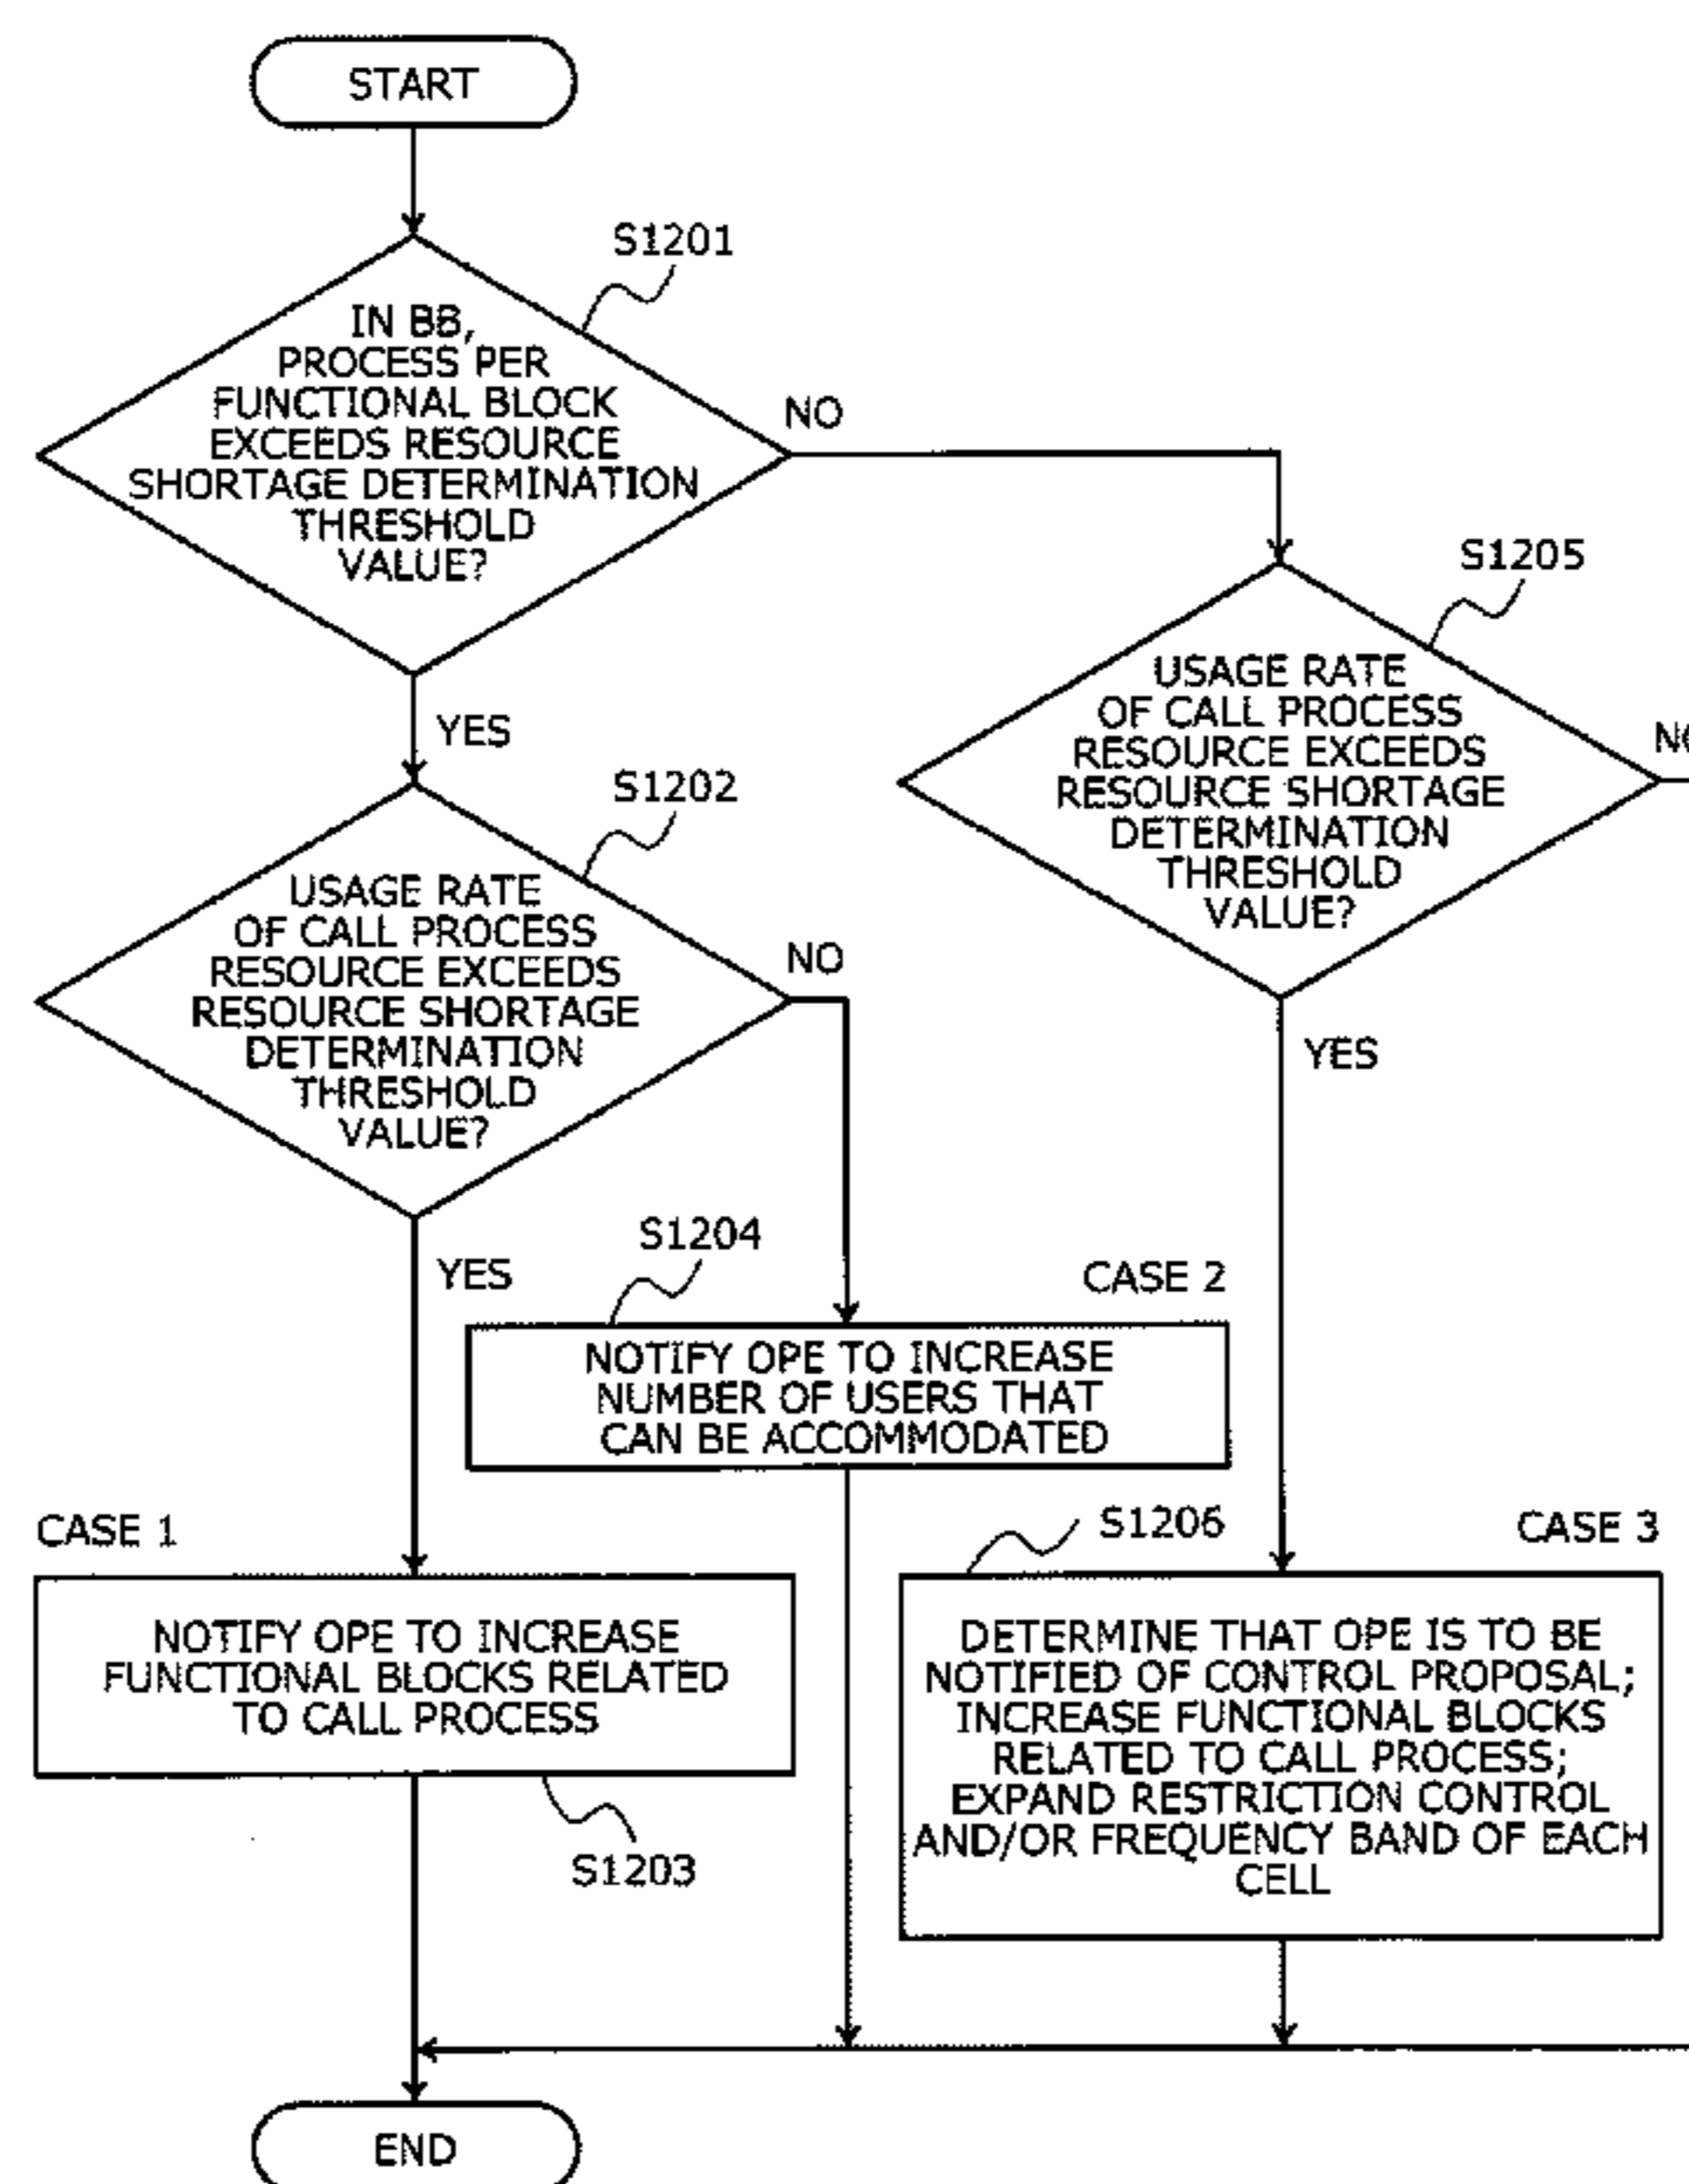 START
S1201
IN BB,
PROCESS PER
FUNCTIONAL BLOCK
EXCEEDS RESOURCE
SHORTAGE DETERMINATION
THRESHOLD
VALUE?
NO
YES
S1205
USAGE RATE
OF CALL PROCESS
RESOURCE EXCEEDS
RESOURCE SHORTAGE
DETERMINATION
THRESHOLD
VALUE?
YES
S1202
USAGE RATE
OF CALL PROCESS
RESOURCE EXCEEDS
RESOURCE SHORTAGE
DETERMINATION
THRESHOLD
VALUE?
NO
YES
S1204
CASE 2
NOTIFY OPE TO INCREASE
NUMBER OF USERS THAT
CAN BE ACCOMMODATED
CASE 1
NOTIFY OPE TO INCREASE
FUNCTIONAL BLOCKS RELATED
TO CALL PROCESS
S1203
S1206
CASE 3
DETERMINE THAT OPE IS TO BE
NOTIFIED OF CONTROL PROPOSAL;
INCREASE FUNCTIONAL BLOCKS
RELATED TO CALL PROCESS;
EXPAND RESTRICTION CONTROL
AND/OR FREQUENCY BAND OF EACH
CELL
END